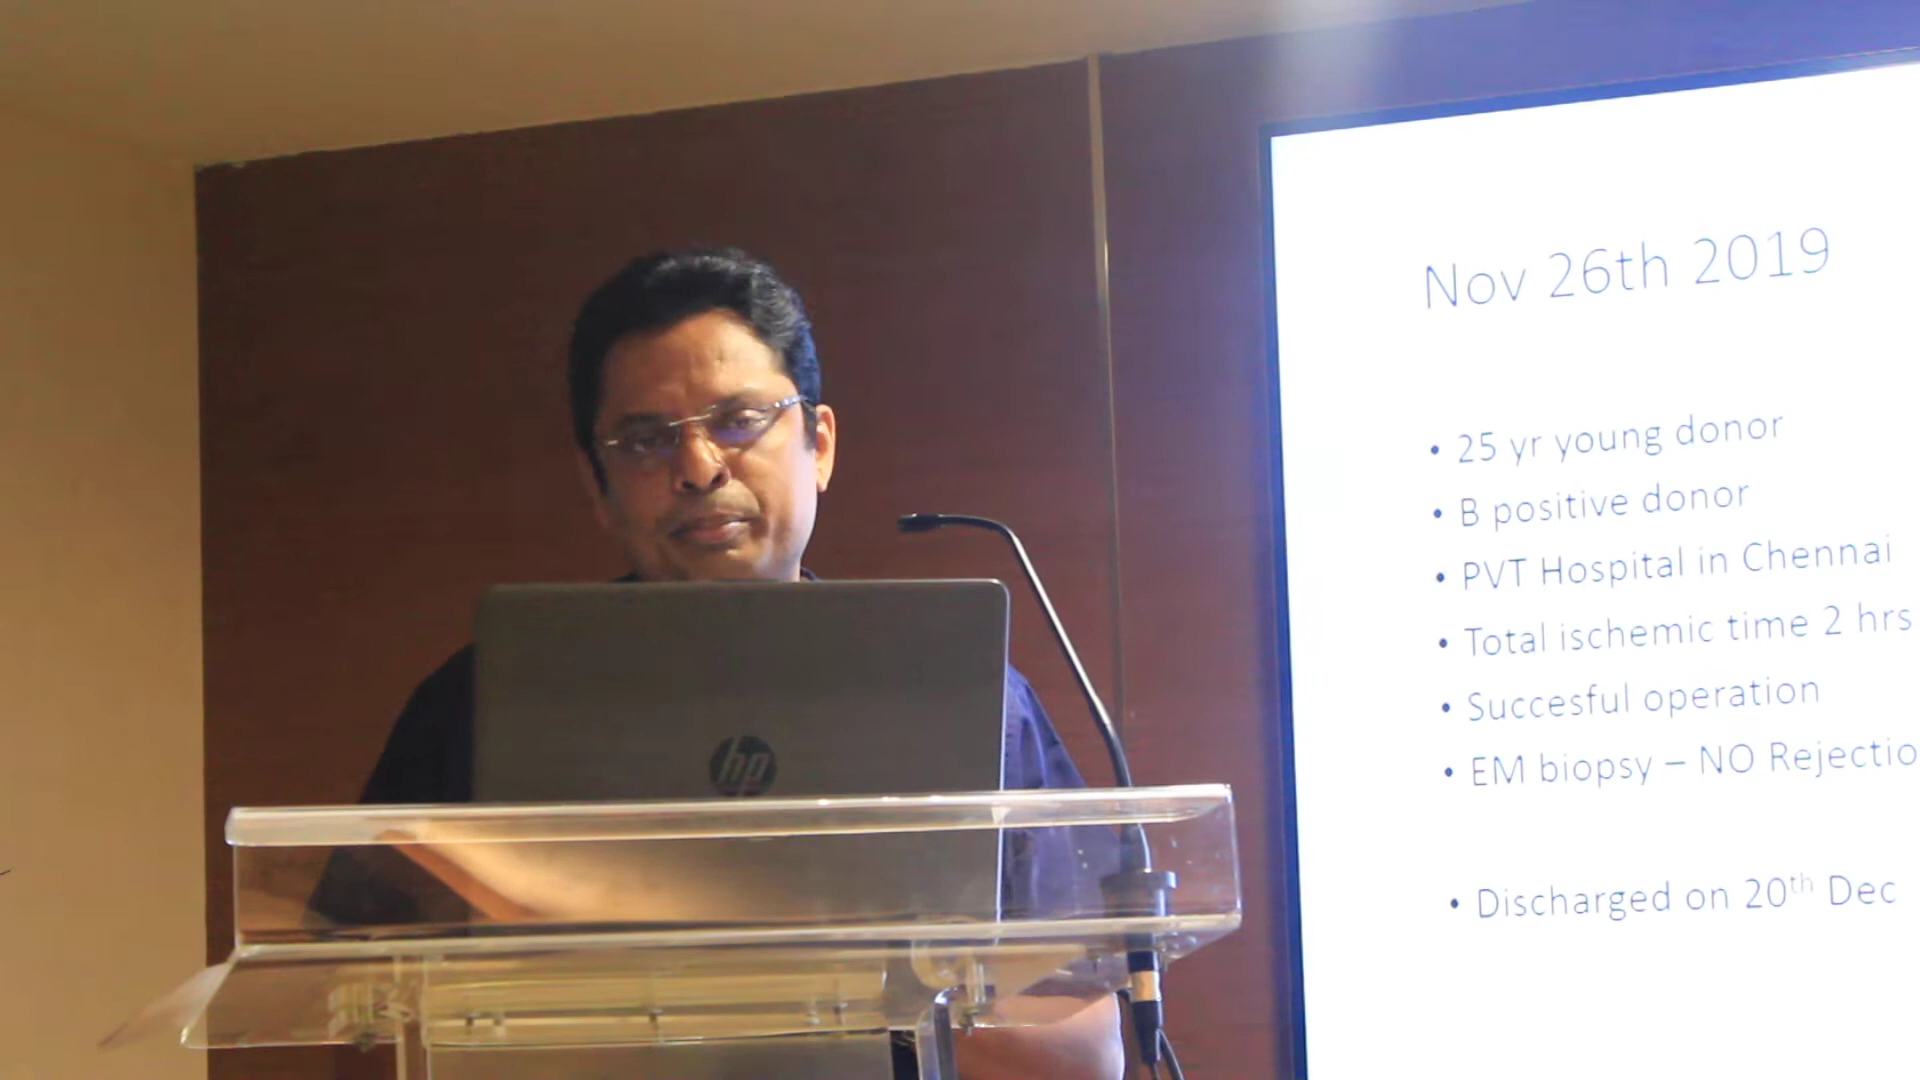 Nov 26th 2019
• 25 yr young donor
• B positive donor
• PVT Hospital in Chennai
• Total ischemic time 2 hrs
• Succesful operation
• EM biopsy – NO Rejectio
• Discharged on 20th Dec
hp